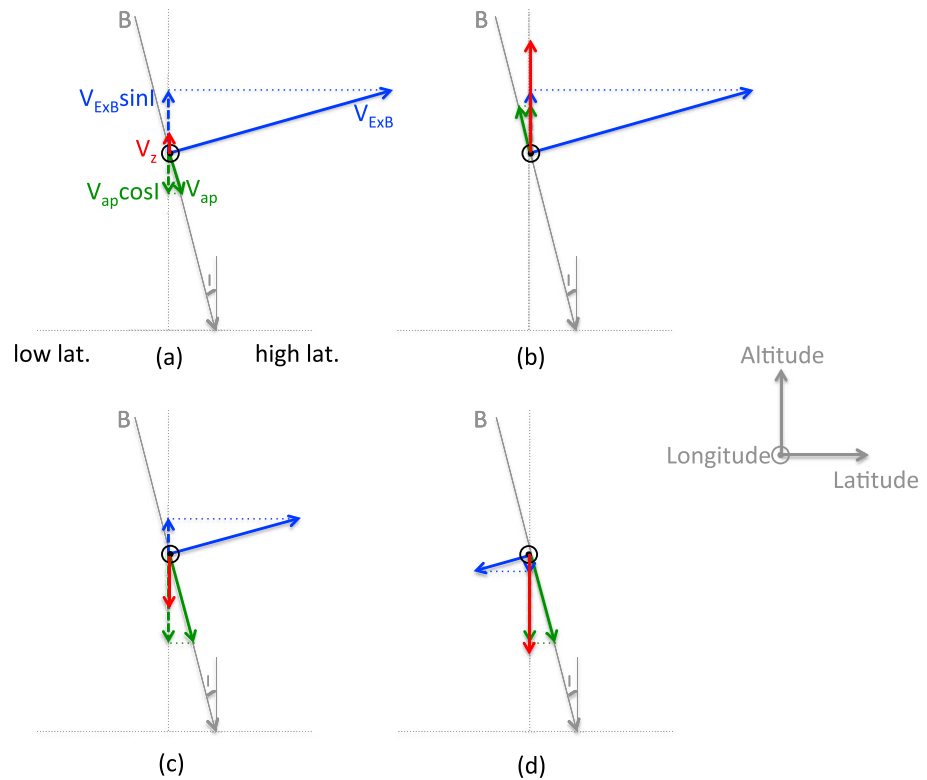 B
B
V_ExB sinI
V_ExB
V_z
V_ap cosI
V_ap
I
I
low lat.
(a)
high lat.
(b)
Altitude
B
B
Longitude
Latitude
I
I
(c)
(d)